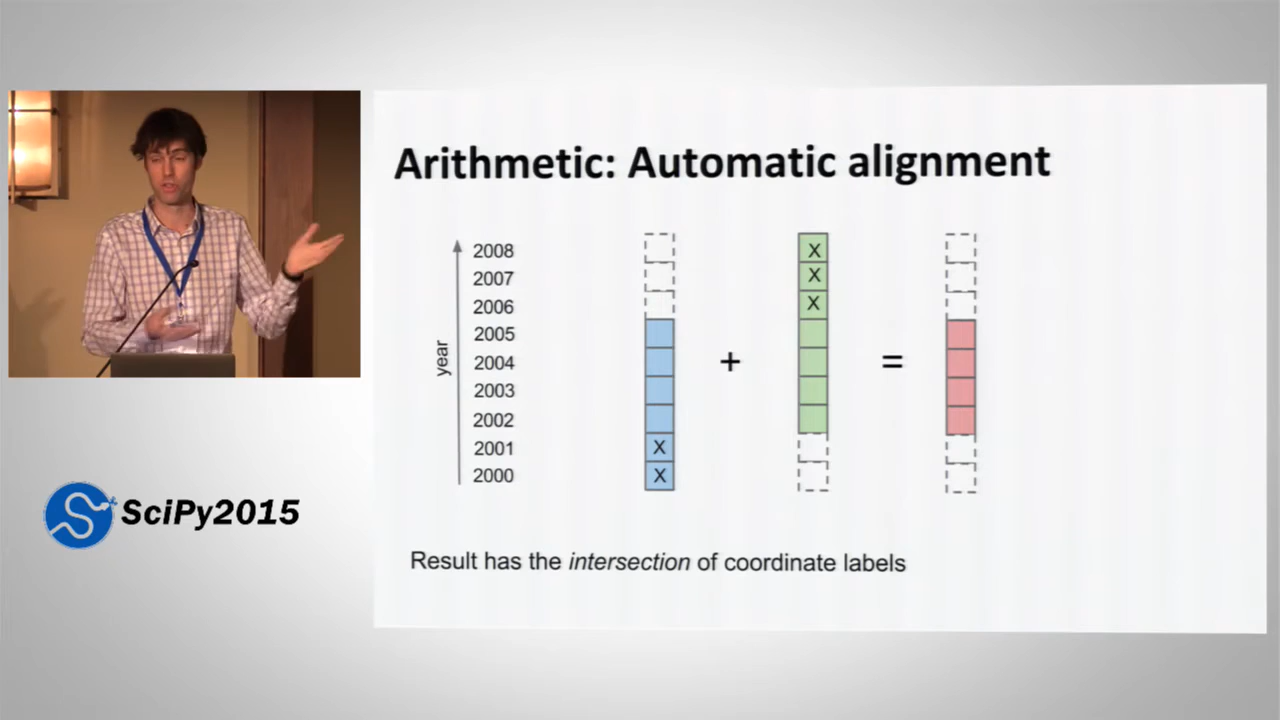 Arithmetic: Automatic alignment
year
2008
2007
2006
2005
2004
2003
2002
2001
2000
X
X
+
X
X
X
=
Result has the intersection of coordinate labels
SciPy2015